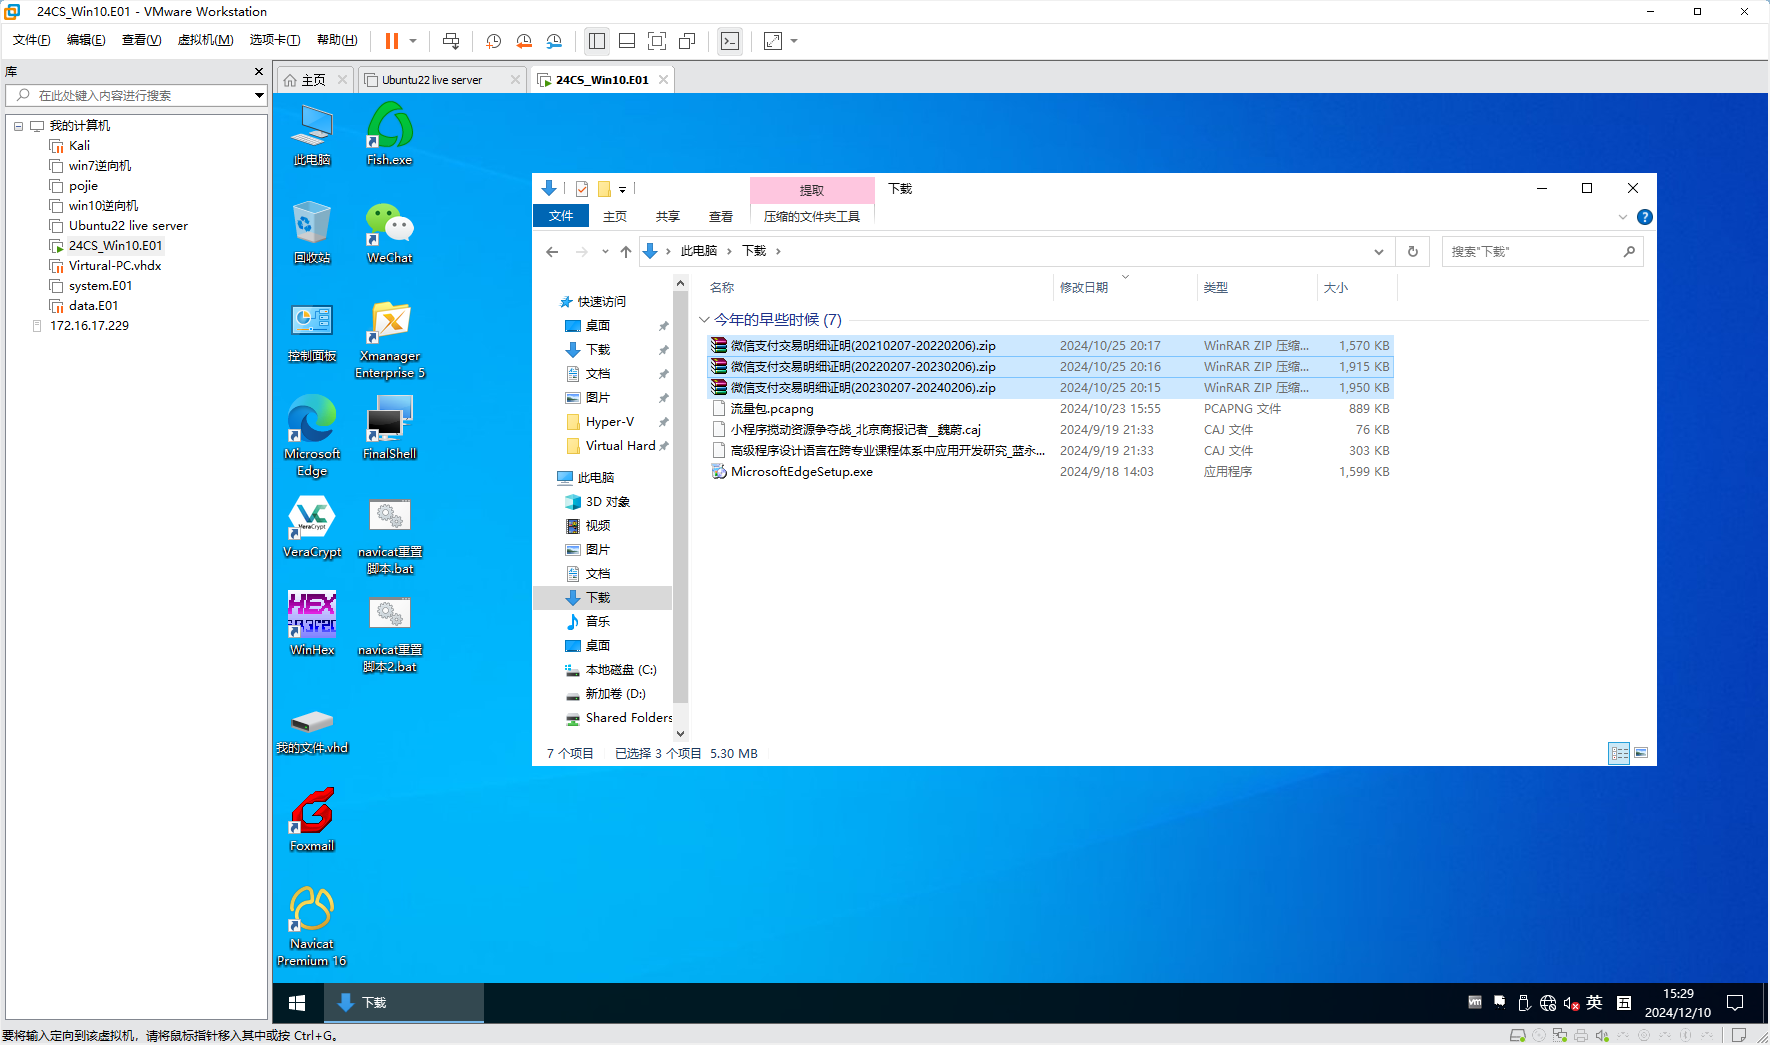 24CS_Win10.E01 - VMware Workstation
文件(F) 编辑(E) 查看(V) 虚拟机(M) 选项卡(T) 帮助(H)
库
在此处键入内容进行搜索
我的计算机
Kali
win7逆向机
pojie
win10逆向机
Ubuntu22 live server
24CS_Win10.E01
Virtural-PC.vhdx
system.E01
data.E01
172.16.17.229
主页 Ubuntu22 live server 24CS_Win10.E01
此电脑
Fish.exe
回收站
WeChat
控制面板
Xmanager
Enterprise 5
Microsoft
Edge
FinalShell
VeraCrypt
navicat重置
脚本.bat
WinHex
navicat重置
脚本2.bat
我的文件.vhd
Foxmail
Navicat
Premium 16
提取 下载
文件 主页 共享 查看 压缩的文件夹工具
此电脑 下载
搜索"下载"
快速访问
桌面
下载
文档
图片
Hyper-V
Virtual Hard
此电脑
3D 对象
视频
图片
文档
下载
音乐
桌面
本地磁盘 (C:)
新加卷 (D:)
Shared Folders
名称 修改日期 类型 大小
今年的早些时候 (7)
微信支付交易明细证明(20210207-20220206).zip 2024/10/25 20:17 WinRAR ZIP 压缩... 1,570 KB
微信支付交易明细证明(20220207-20230206).zip 2024/10/25 20:16 WinRAR ZIP 压缩... 1,915 KB
微信支付交易明细证明(20230207-20240206).zip 2024/10/25 20:15 WinRAR ZIP 压缩... 1,950 KB
流量包.pcapng 2024/10/23 15:55 PCAPNG 文件 889 KB
小程序搅动资源争夺战_北京商报记者__魏蔚.caj 2024/9/19 21:33 CAJ 文件 76 KB
高级程序设计语言在跨专业课程体系中应用开发研究_蓝永... 2024/9/19 21:33 CAJ 文件 303 KB
MicrosoftEdgeSetup.exe 2024/9/18 14:03 应用程序 1,599 KB
7 个项目 已选择 3 个项目 5.30 MB
下载
vm
英
五
15:29
2024/12/10
要将输入定向到该虚拟机，请将鼠标指针移入其中或按 Ctrl+G。